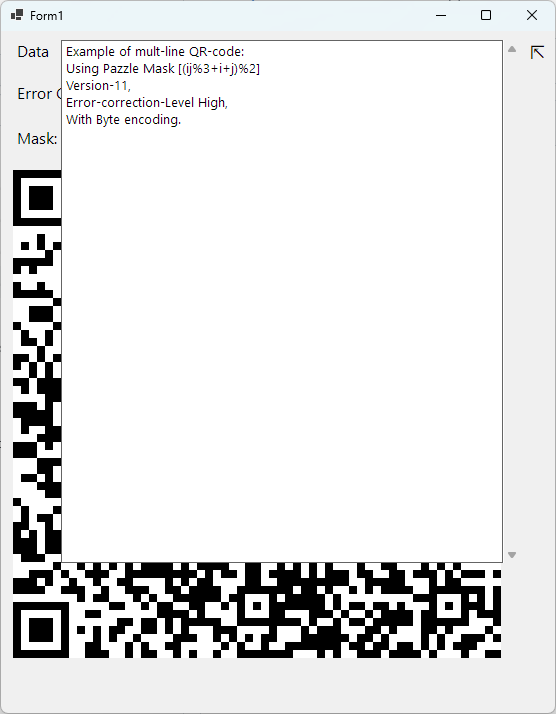 Form1
Data
Example of mult-line QR-code:
Using Pazzle Mask [(ij%3+i+j)%2]
Version-11,
Error-correction-Level High,
With Byte encoding.
Error
Mask: